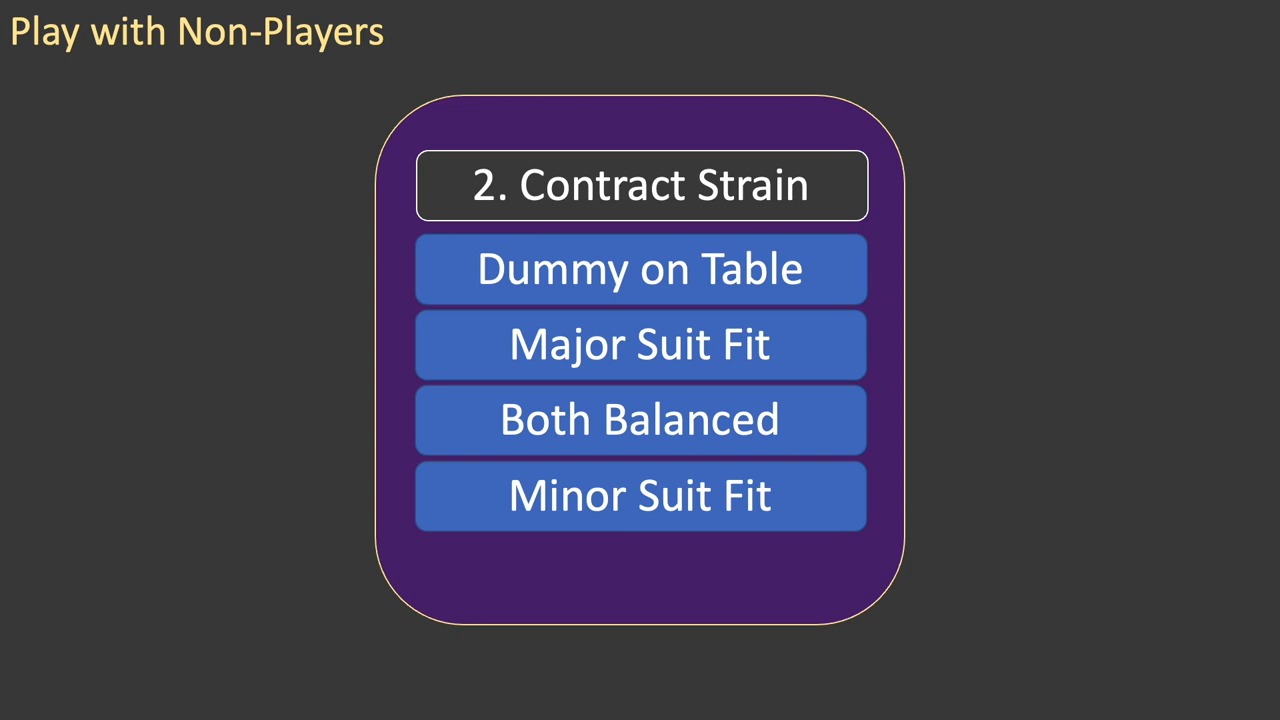 Play with Non-Players
2. Contract Strain
Dummy on Table
Major Suit Fit
Both Balanced
Minor Suit Fit